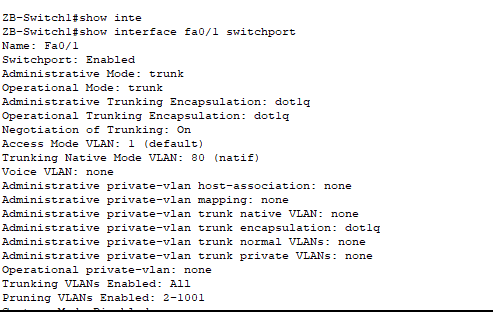 ZB-Switch1#show inte
ZB-Switch1#show interface fa0/1 switchport
Name: Fa0/1
Switchport: Enabled
Administrative Mode: trunk
Operational Mode: trunk
Administrative Trunking Encapsulation: dot1q
Operational Trunking Encapsulation: dot1q
Negotiation of Trunking: On
Access Mode VLAN: 1 (default)
Trunking Native Mode VLAN: 80 (natif)
Voice VLAN: none
Administrative private-vlan host-association: none
Administrative private-vlan mapping: none
Administrative private-vlan trunk native VLAN: none
Administrative private-vlan trunk encapsulation: dot1q
Administrative private-vlan trunk normal VLANs: none
Administrative private-vlan trunk private VLANs: none
Operational private-vlan: none
Trunking VLANs Enabled: All
Pruning VLANs Enabled: 2-1001